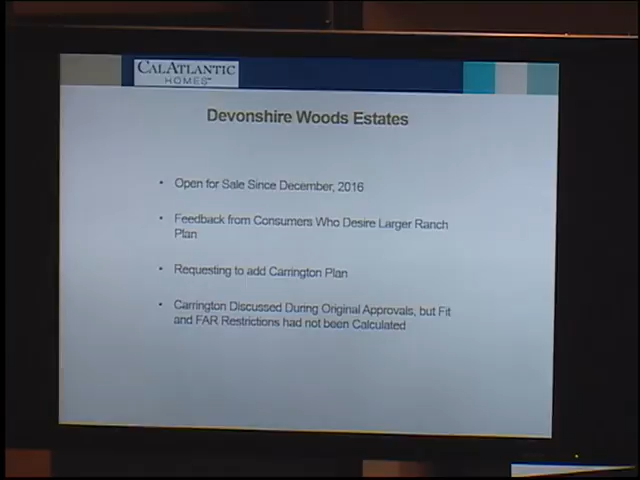 CALATLANTIC
HOMES
Devonshire Woods Estates
• Open for Sale Since December, 2016
• Feedback from Consumers Who Desire Larger Ranch
Plan
• Requesting to add Carrington Plan
• Carrington Discussed During Original Approvals, but Fit
and FAR Restrictions had not been Calculated